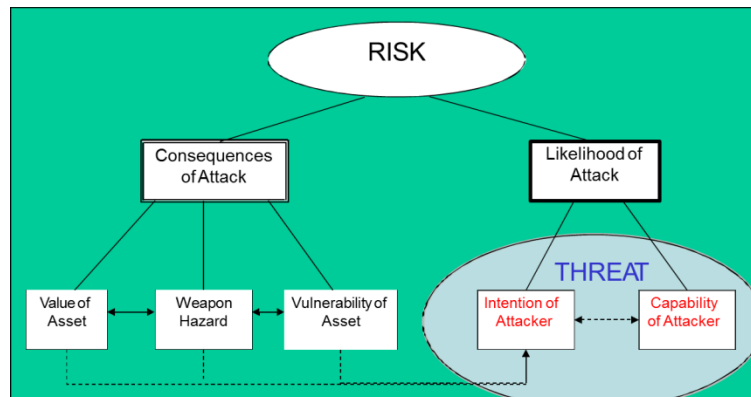 RISK
Consequences
of Attack
Likelihood of
Attack
THREAT
Value of
Asset
Weapon
Hazard
Vulnerability of
Asset
Intention of
Attacker
Capability
of Attacker